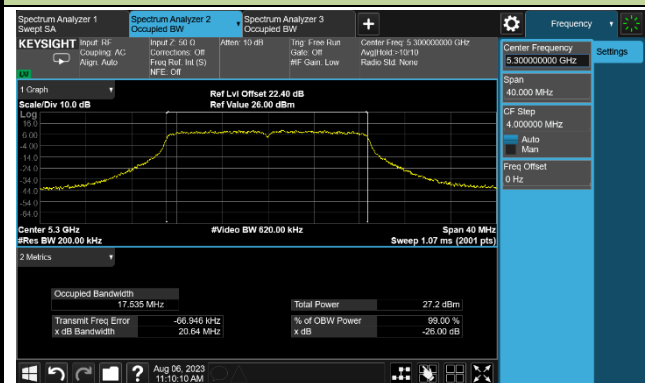 Spectrum Analyzer 1
Swept SA
Spectrum Analyzer 2
Occupied BW
Spectrum Analyzer 3
Occupied BW
+
Frequency
KEYSIGHT
Input: RF
Coupling: AC
Align: Auto
Input Z: 50 Ω
Corrections: Off
Freq Ref: Int (S)
NFE: Off
Atten: 10 dB
Trig: Free Run
Gate: Off
#IF Gain: Low
Center Freq: 5.300000000 GHz
Avg|Hold:>10/10
Radio Std: None
LXI
Center Frequency
5.300000000 GHz
Settings
Span
40.000 MHz
CF Step
4.000000 MHz
Auto
Man
Freq Offset
0 Hz
1 Graph
Scale/Div 10.0 dB
Ref Lvl Offset 22.40 dB
Ref Value 26.00 dBm
Log
16.0
6.00
-4.00
-14.0
-24.0
-34.0
-44.0
-54.0
-64.0
Center 5.3 GHz
#Video BW 620.00 kHz
Span 40 MHz
#Res BW 200.00 kHz
Sweep 1.07 ms (2001 pts)
2 Metrics
Occupied Bandwidth
17.535 MHz
Total Power
27.2 dBm
Transmit Freq Error
-66.946 kHz
% of OBW Power
99.00 %
x dB Bandwidth
20.64 MHz
x dB
-26.00 dB
?
Aug 06, 2023
11:10:10 AM